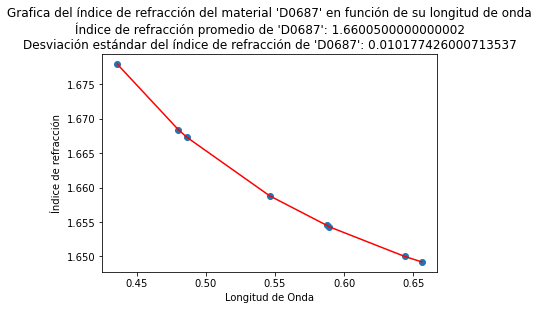 Grafica del índice de refracción del material 'D0687' en función de su longitud de onda
Índice de refracción promedio de 'D0687': 1.6600500000000002
Desviación estándar del índice de refracción de 'D0687': 0.010177426000713537
1.675
1.670
1.665
1.660
1.655
1.650
Índice de refracción
0.45 0.50 0.55 0.60 0.65
Longitud de Onda